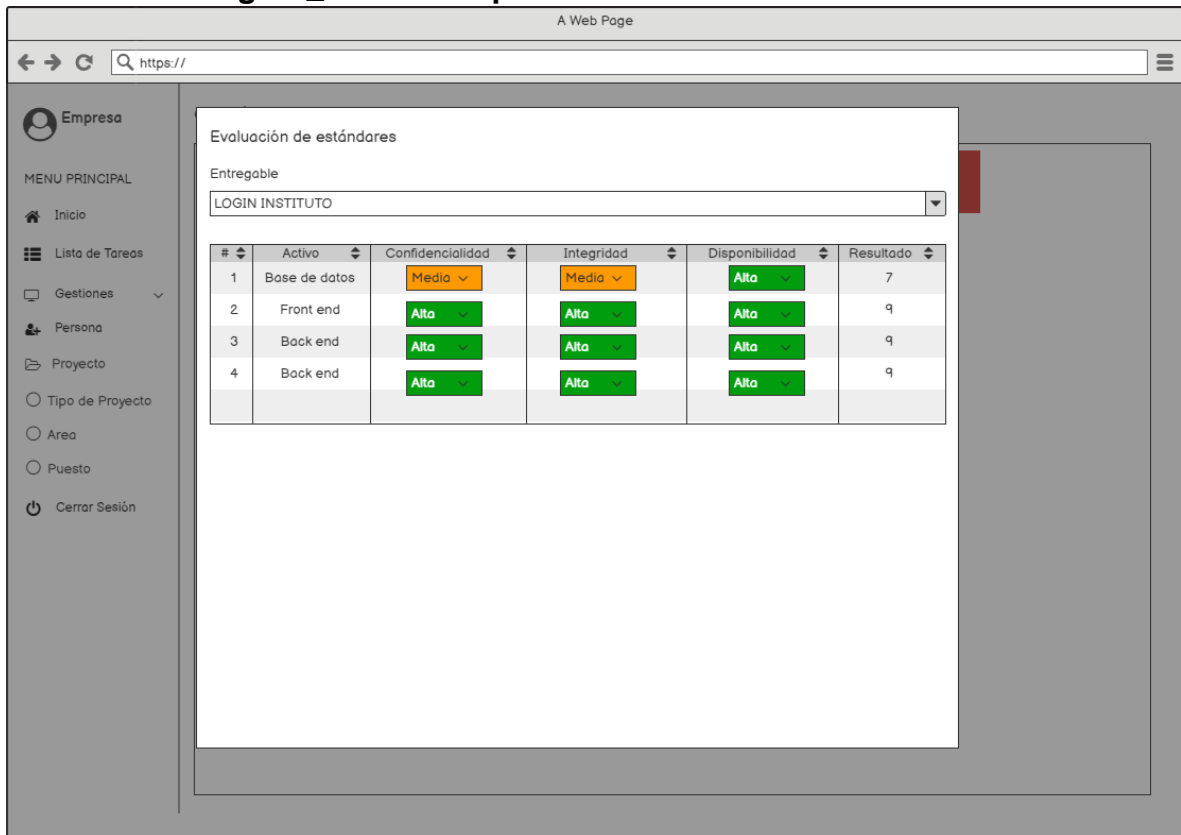 A Web Page
https://
Empresa
MENU PRINCIPAL
Inicio
Lista de Tareas
Gestiones
Persona
Proyecto
Tipo de Proyecto
Area
Puesto
Cerrar Sesión
Evaluación de estándares
Entregable
LOGIN INSTITUTO
# Activo Confidencialidad Integridad Disponibilidad Resultado
1 Base de datos Media Media Alta 7
2 Front end Alta Alta Alta 9
3 Back end Alta Alta Alta 9
4 Back end Alta Alta Alta 9